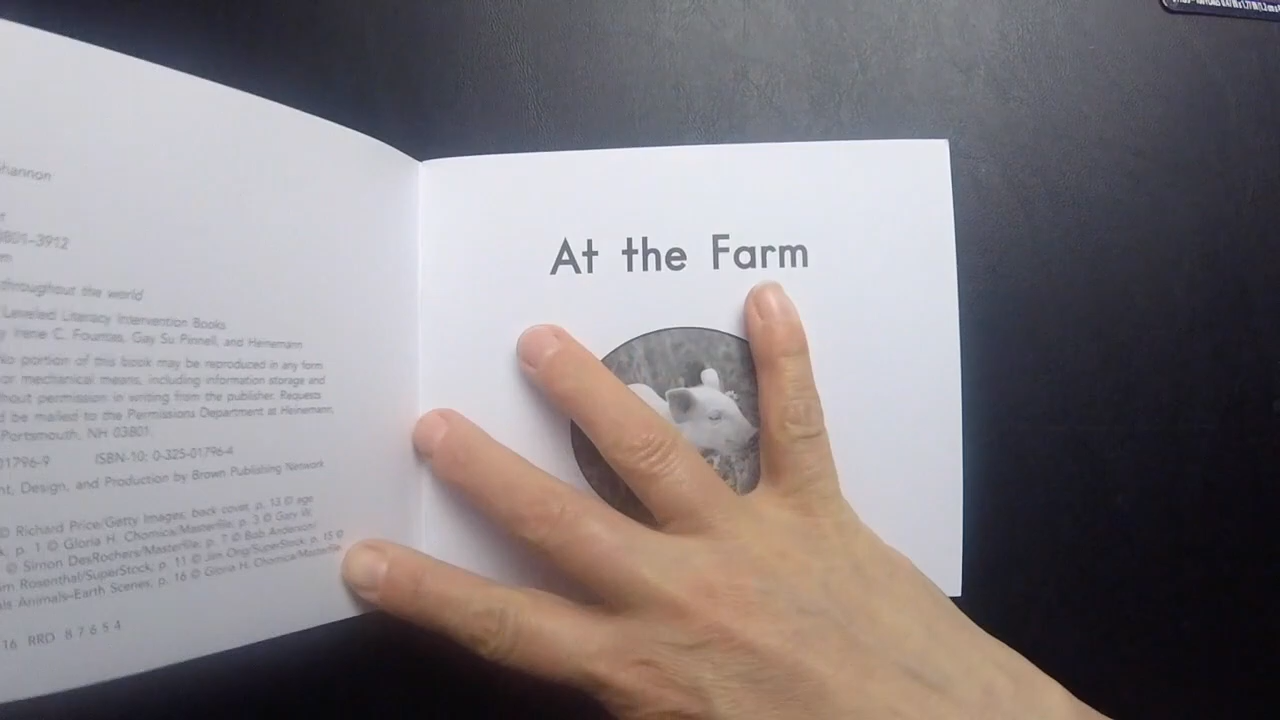 hannon
801–3912
throughout the world
Leveled Literacy Intervention Books
Irene C. Fountas, Gay Su Pinnell, and Heinemann
No portion of this book may be reproduced in any form
or mechanical means, including information storage and
hout permission in writing from the publisher. Requests
d be mailed to the Permissions Department at Heinemann,
Portsmouth, NH 03801.
01796-9 ISBN-10: 0-325-01796-4
nt, Design, and Production by Brown Publishing Network
© Richard Price/Getty Images; back cover, p. 13 © age
k, p. 1 © Gloria H. Chomica/Masterfile; p. 3 © Gary W.
© Simon DesRochers/Masterfile; p. 7 © Bob Anderson/
m Rosenthal/SuperStock; p. 11 © Jim Ong/SuperStock; p. 15 ©
ls Animals–Earth Scenes; p. 16 © Gloria H. Chomica/Masterfile
16 RRD 8 7 6 5 4
At the Farm